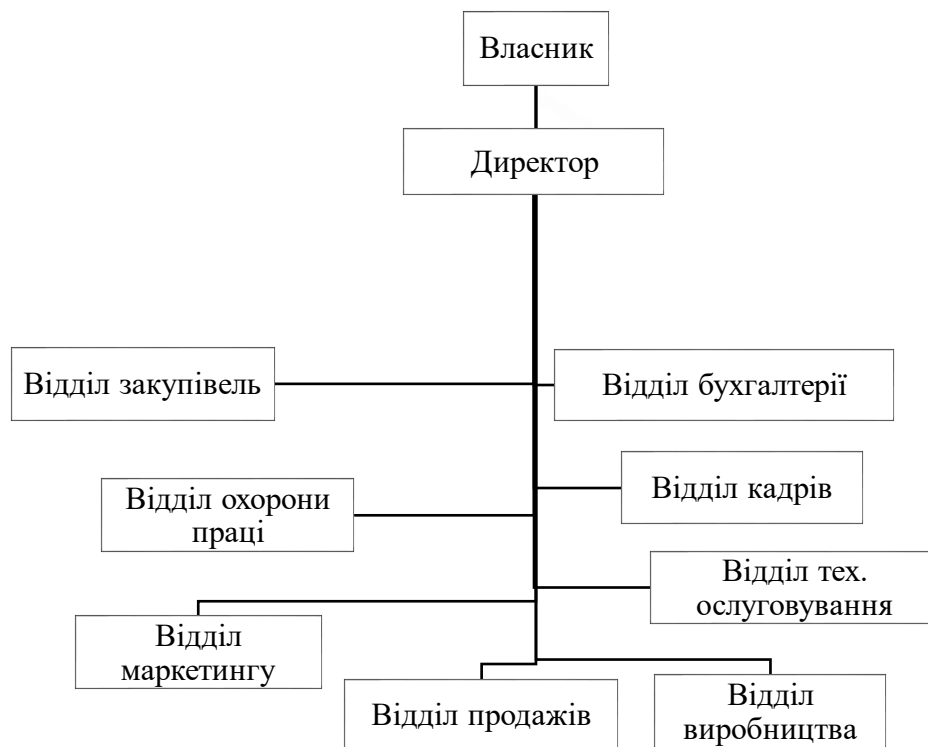 Власник
Директор
Відділ закупівель
Відділ бухгалтерії
Відділ кадрів
Відділ охорони
праці
Відділ тех.
ослуговування
Відділ
маркетингу
Відділ продажів
Відділ
виробництва